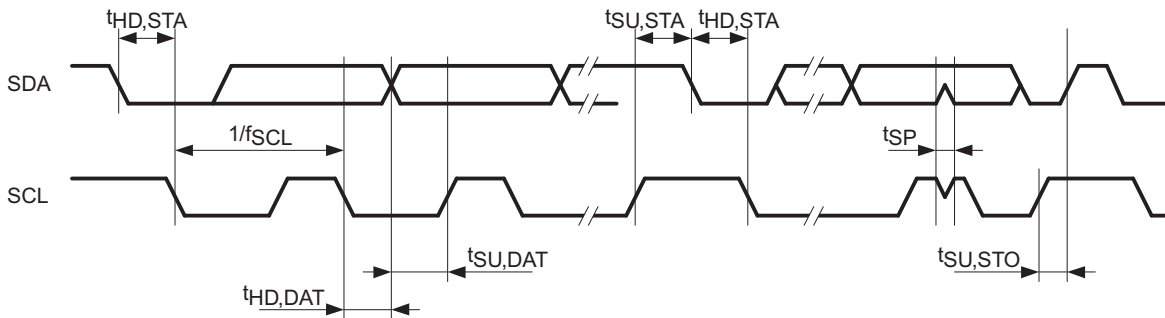 tHD,STA
tSU,STA
tHD,STA
SDA
1/fSCL
tSP
SCL
tSU,DAT
tSU,STO
tHD,DAT